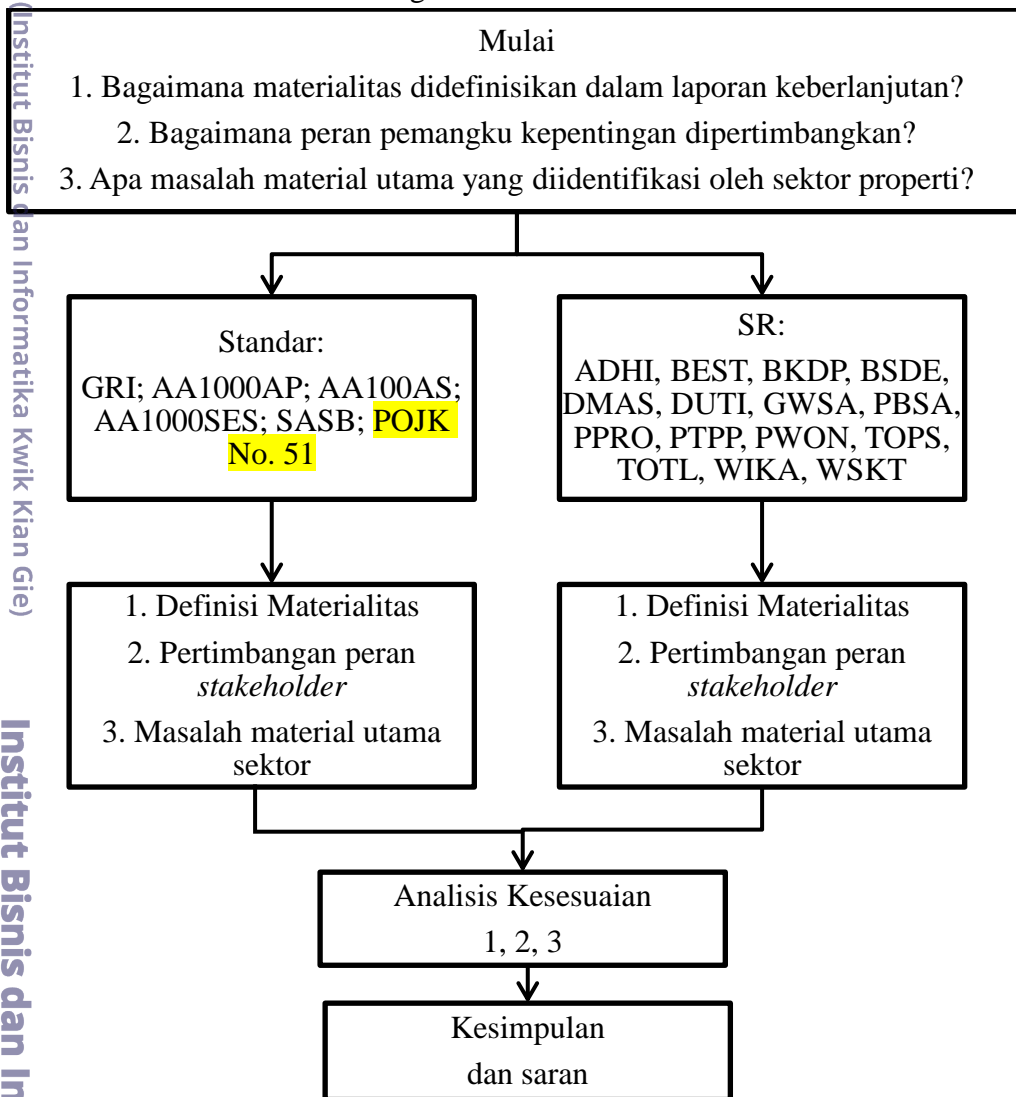 Mulai
1. Bagaimana materialitas didefinisikan dalam laporan keberlanjutan?
2. Bagaimana peran pemangku kepentingan dipertimbangkan?
3. Apa masalah material utama yang diidentifikasi oleh sektor properti?
Standar:
GRI; AA1000AP; AA100AS;
AA1000SES; SASB; POJK
No. 51
SR:
ADHI, BEST, BKDP, BSDE,
DMAS, DUTI, GWSA, PBSA,
PPRO, PTPP, PWON, TOPS,
TOTL, WIKA, WSKT
1. Definisi Materialitas
2. Pertimbangan peran
stakeholder
3. Masalah material utama
sektor
1. Definisi Materialitas
2. Pertimbangan peran
stakeholder
3. Masalah material utama
sektor
Analisis Kesesuaian
1, 2, 3
Kesimpulan
dan saran
(Institut Bisnis dan Informatika Kwik Kian Gie)
Institut Bisnis dan In